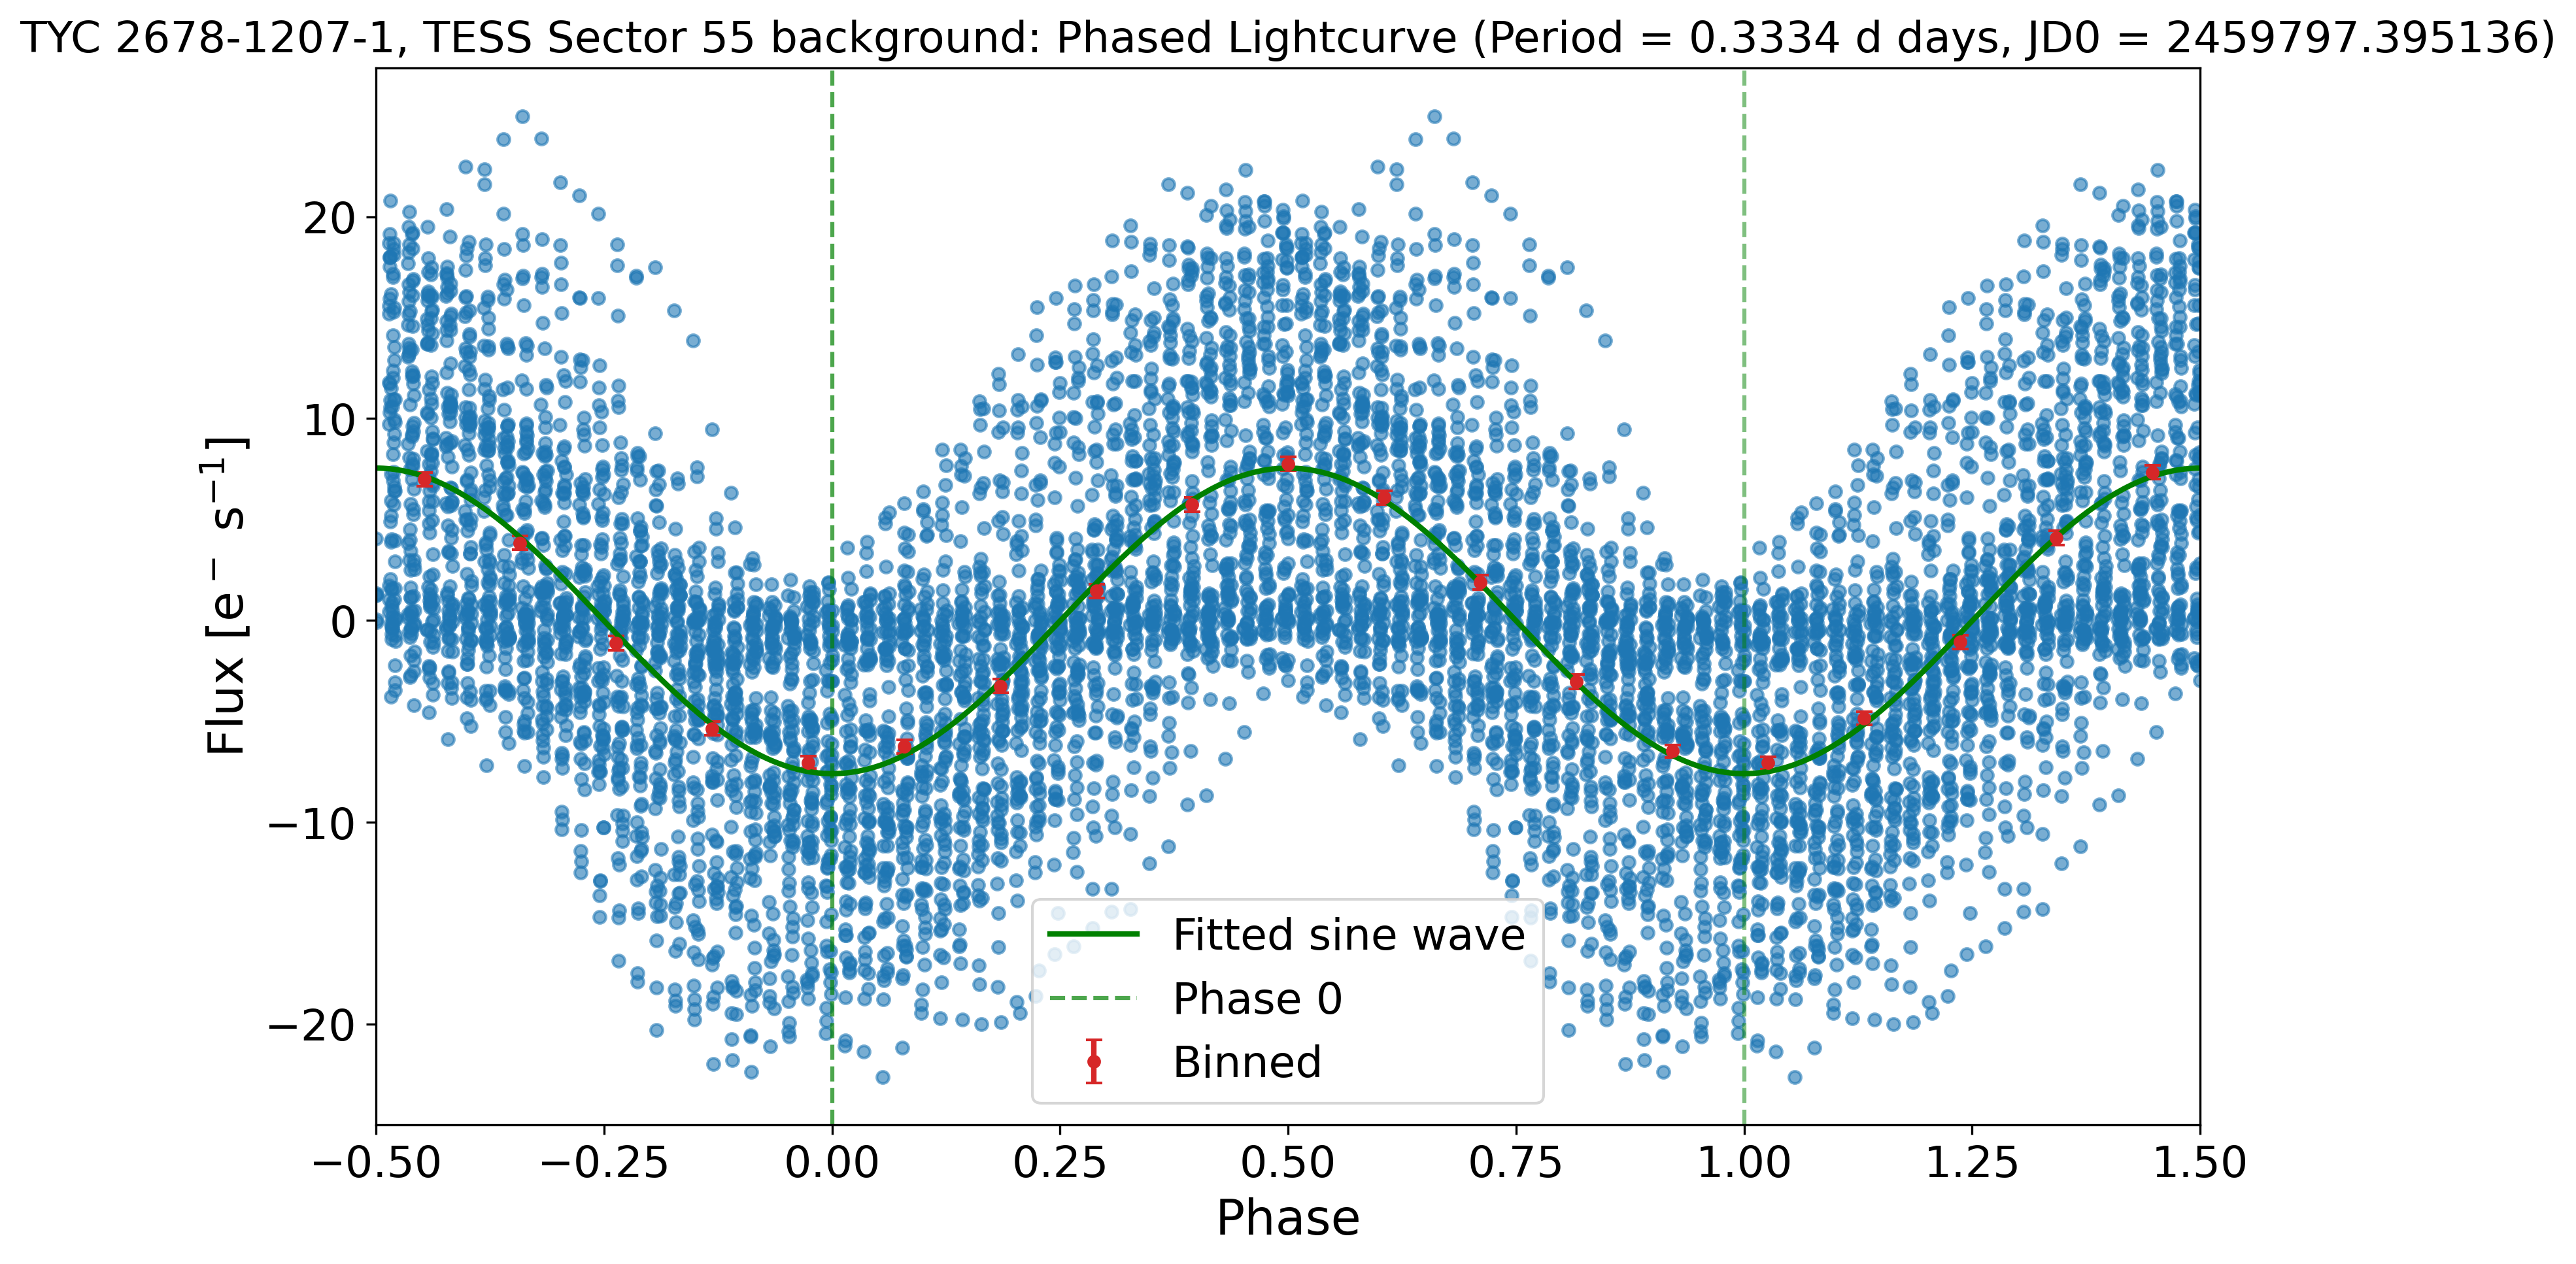 TYC 2678-1207-1, TESS Sector 55 background: Phased Lightcurve (Period = 0.3334 d days, JD0 = 2459797.395136)
Flux [e⁻ s⁻¹]
20
10
0
−10
−20
Fitted sine wave
Phase 0
Binned
−0.50 −0.25 0.00 0.25 0.50 0.75 1.00 1.25 1.50
Phase